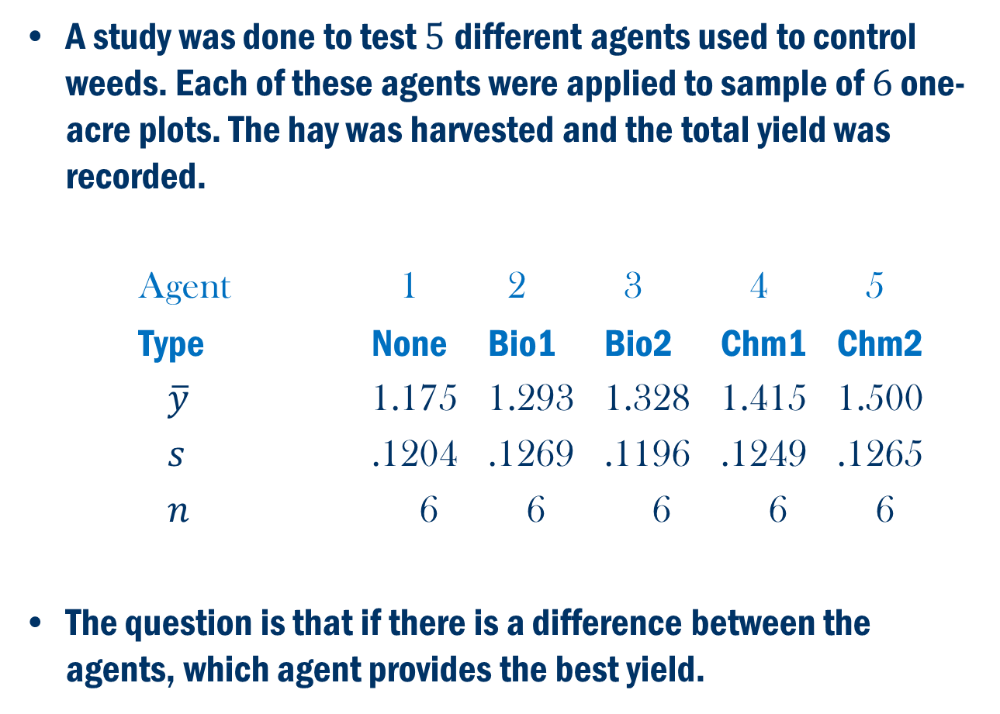 • A study was done to test 5 different agents used to control
weeds. Each of these agents were applied to sample of 6 one-
acre plots. The hay was harvested and the total yield was
recorded.
Agent 1 2 3 4 5
Type None Bio1 Bio2 Chm1 Chm2
ȳ 1.175 1.293 1.328 1.415 1.500
s .1204 .1269 .1196 .1249 .1265
n 6 6 6 6 6
• The question is that if there is a difference between the
agents, which agent provides the best yield.